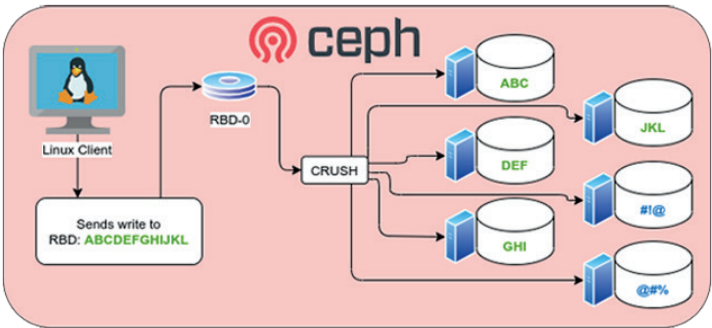 ceph
Linux Client
Sends write to
RBD: ABCDEFGHIJKL
RBD-0
CRUSH
ABC
JKL
DEF
#!@
GHI
@#%